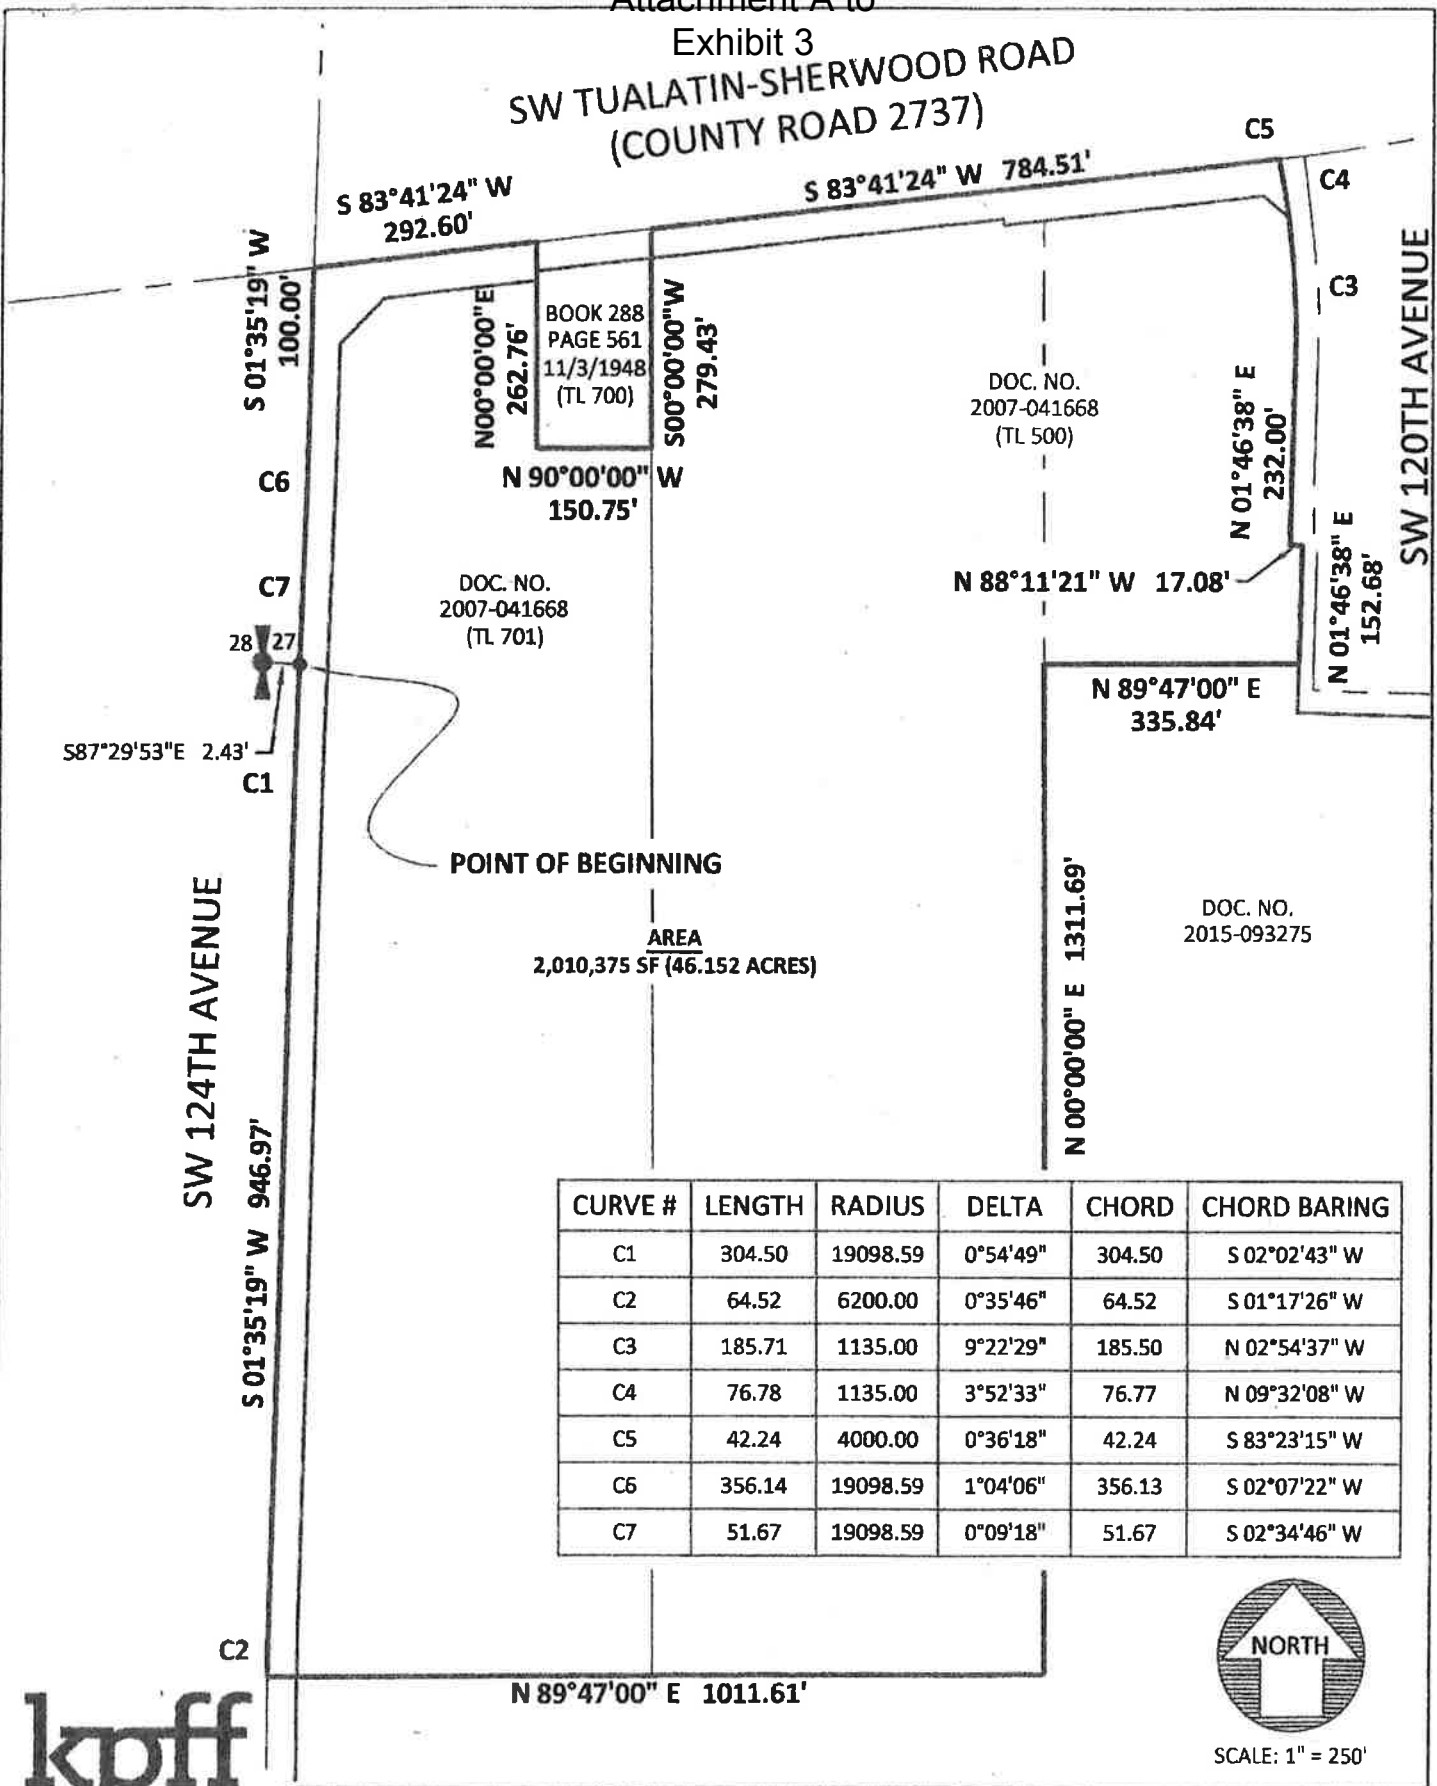 Attachment A to
Exhibit 3
SW TUALATIN-SHERWOOD ROAD
(COUNTY ROAD 2737)
C5
C4
S 83°41'24" W 784.51'
S 83°41'24" W
292.60'
S 01°35'19" W
100.00'
C3
SW 120TH AVENUE
N00°00'00"E
262.76'
BOOK 288
PAGE 561
11/3/1948
(TL 700)
S00°00'00"W
279.43'
DOC. NO.
2007-041668
(TL 500)
N 01°46'38" E
232.00'
C6
N 90°00'00" W
150.75'
N 01°46'38" E
152.68'
C7
DOC. NO.
2007-041668
(TL 701)
N 88°11'21" W 17.08'
28 27
N 89°47'00" E
335.84'
S87°29'53"E 2.43'
C1
POINT OF BEGINNING
N 00°00'00" E 1311.69'
DOC. NO.
2015-093275
AREA
2,010,375 SF (46.152 ACRES)
SW 124TH AVENUE
S 01°35'19" W 946.97'
CURVE # LENGTH RADIUS DELTA CHORD CHORD BARING
C1 304.50 19098.59 0°54'49" 304.50 S 02°02'43" W
C2 64.52 6200.00 0°35'46" 64.52 S 01°17'26" W
C3 185.71 1135.00 9°22'29" 185.50 N 02°54'37" W
C4 76.78 1135.00 3°52'33" 76.77 N 09°32'08" W
C5 42.24 4000.00 0°36'18" 42.24 S 83°23'15" W
C6 356.14 19098.59 1°04'06" 356.13 S 02°07'22" W
C7 51.67 19098.59 0°09'18" 51.67 S 02°34'46" W
C2
N 89°47'00" E 1011.61'
NORTH
SCALE: 1" = 250'
kpff